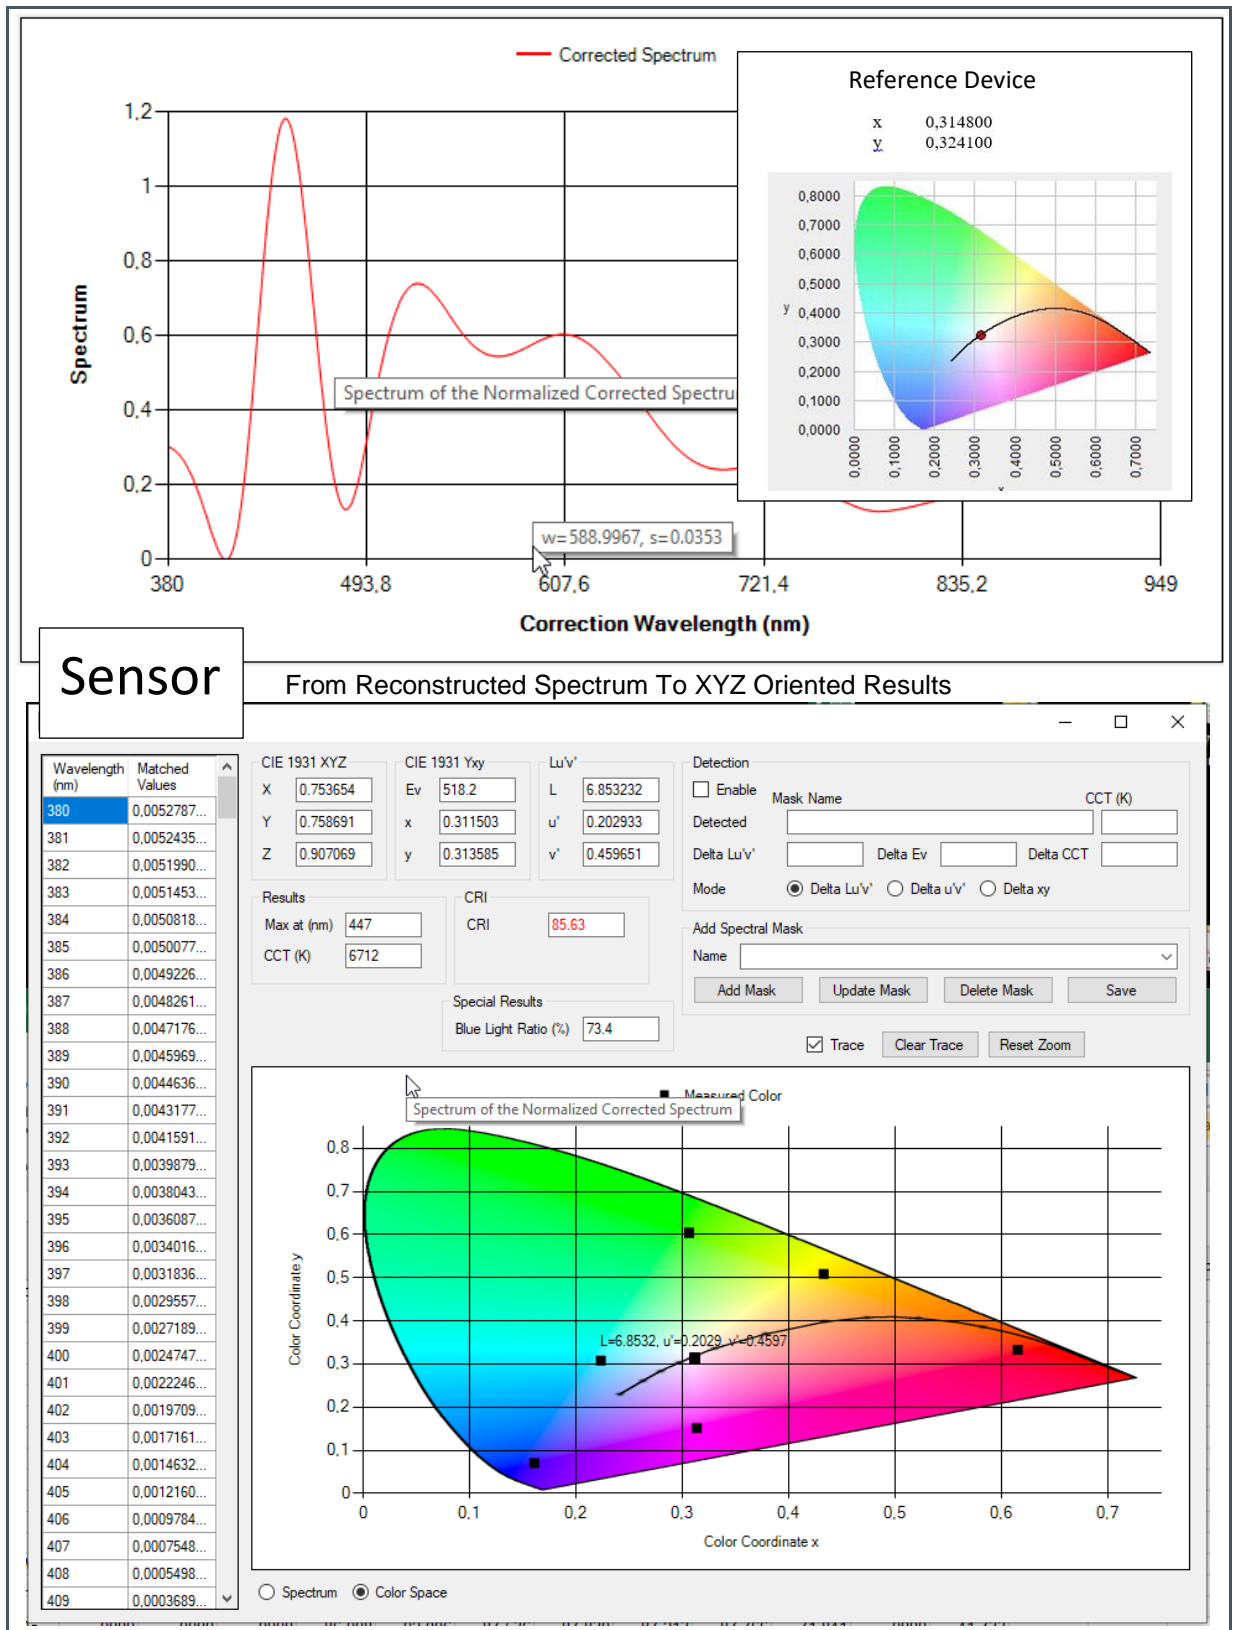 Corrected Spectrum
Reference Device
x 0,314800
y 0,324100
0,8000
0,7000
0,6000
0,5000
y 0,4000
0,3000
0,2000
0,1000
0,0000
0,0000 0,1000 0,2000 0,3000 0,4000 0,5000 0,6000 0,7000
x
1,2
1
0,8
0,6
0,4
0,2
0
Spectrum
Spectrum of the Normalized Corrected Spectru
w=588.9967, s=0.0353
380 493,8 607,6 721,4 835,2 949
Correction Wavelength (nm)
Sensor
From Reconstructed Spectrum To XYZ Oriented Results
Wavelength (nm) Matched Values
380 0,0052787...
381 0,0052435...
382 0,0051990...
383 0,0051453...
384 0,0050818...
385 0,0050077...
386 0,0049226...
387 0,0048261...
388 0,0047176...
389 0,0045969...
390 0,0044636...
391 0,0043177...
392 0,0041591...
393 0,0039879...
394 0,0038043...
395 0,0036087...
396 0,0034016...
397 0,0031836...
398 0,0029557...
399 0,0027189...
400 0,0024747...
401 0,0022246...
402 0,0019709...
403 0,0017161...
404 0,0014632...
405 0,0012160...
406 0,0009784...
407 0,0007548...
408 0,0005498...
409 0,0003689...
CIE 1931 XYZ
X 0.753654
Y 0.758691
Z 0.907069
CIE 1931 Yxy
Ev 518.2
x 0.311503
y 0.313585
Lu'v'
L 6.853232
u' 0.202933
v' 0.459651
Results
Max at (nm) 447
CCT (K) 6712
CRI
CRI 85.63
Special Results
Blue Light Ratio (%) 73.4
Detection
Enable
Mask Name CCT (K)
Detected
Delta Lu'v' Delta Ev Delta CCT
Mode Delta Lu'v' Delta u'v' Delta xy
Add Spectral Mask
Name
Add Mask Update Mask Delete Mask Save
Trace Clear Trace Reset Zoom
Measured Color
Spectrum of the Normalized Corrected Spectrum
0,8
0,7
0,6
0,5
0,4
0,3
0,2
0,1
0
Color Coordinate y
L=6.8532, u'=0.2029, v'=0.4597
0 0,1 0,2 0,3 0,4 0,5 0,6 0,7
Color Coordinate x
Spectrum Color Space